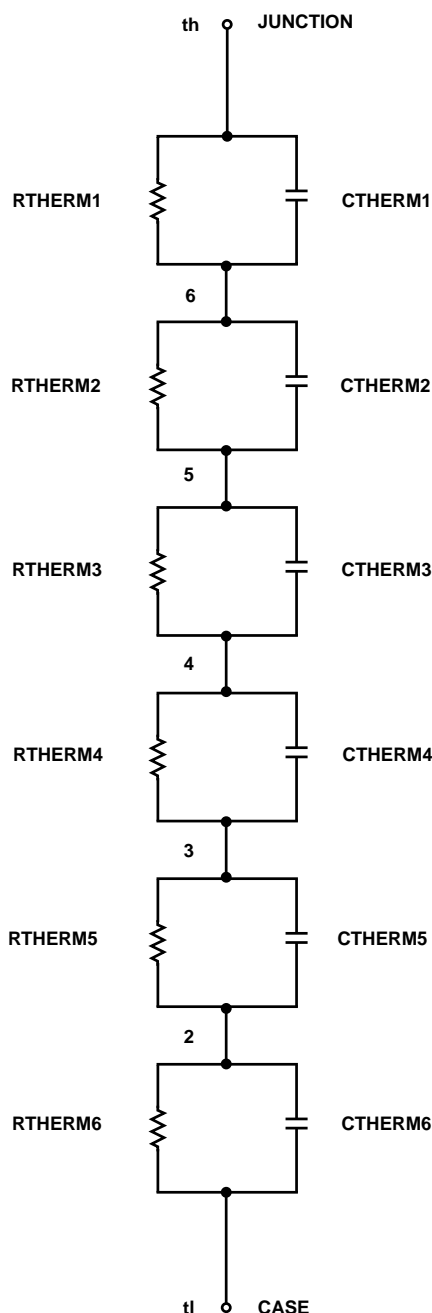 th JUNCTION
RTHERM1 CTHERM1
6
RTHERM2 CTHERM2
5
RTHERM3 CTHERM3
4
RTHERM4 CTHERM4
3
RTHERM5 CTHERM5
2
RTHERM6 CTHERM6
tl CASE